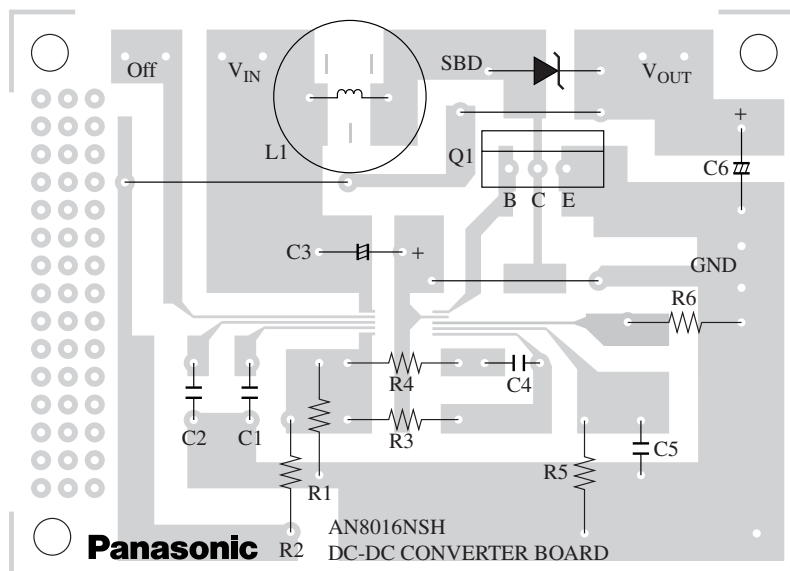 Off
VIN
SBD
VOUT
L1
+
Q1
C6
B C E
C3
+
GND
R6
R4
C4
C2
C1
R3
C5
R5
R1
R2
Panasonic
AN8016NSH
DC-DC CONVERTER BOARD